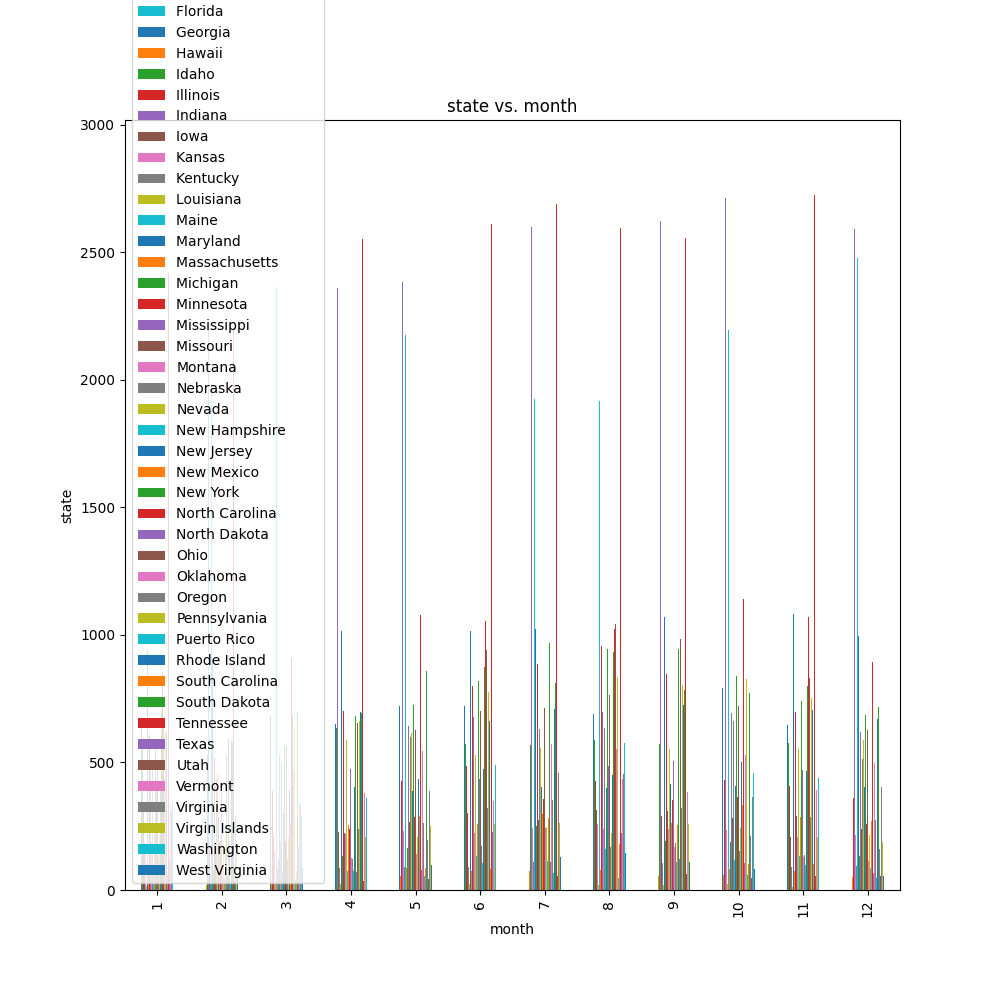 Florida
Georgia
Hawaii
Idaho
Illinois
Indiana
Iowa
Kansas
Kentucky
Louisiana
Maine
Maryland
Massachusetts
Michigan
Minnesota
Mississippi
Missouri
Montana
Nebraska
Nevada
New Hampshire
New Jersey
New Mexico
New York
North Carolina
North Dakota
Ohio
Oklahoma
Oregon
Pennsylvania
Puerto Rico
Rhode Island
South Carolina
South Dakota
Tennessee
Texas
Utah
Vermont
Virginia
Virgin Islands
Washington
West Virginia
state vs. month
3000
2500
2000
1500
1000
500
0
state
1 2 3 4 5 6 7 8 9 10 11 12
month